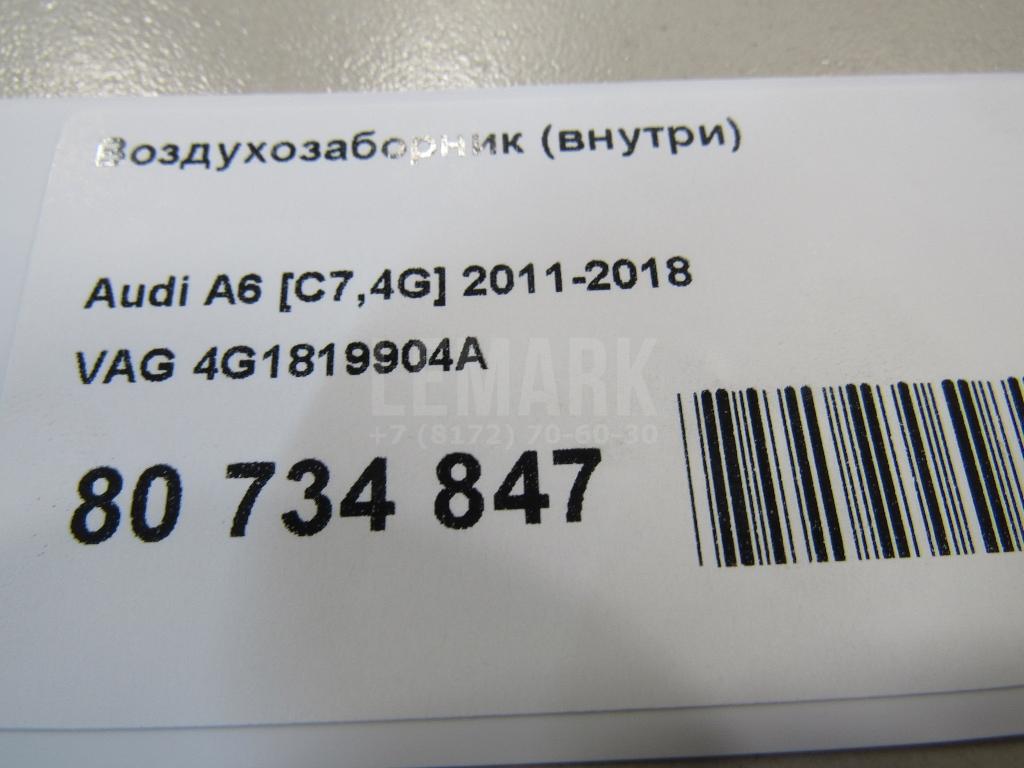 Воздухозаборник (внутри)
Audi A6 [C7,4G] 2011-2018
VAG 4G1819904A
LEMARK
+7 (8172) 70-60-30
80 734 847